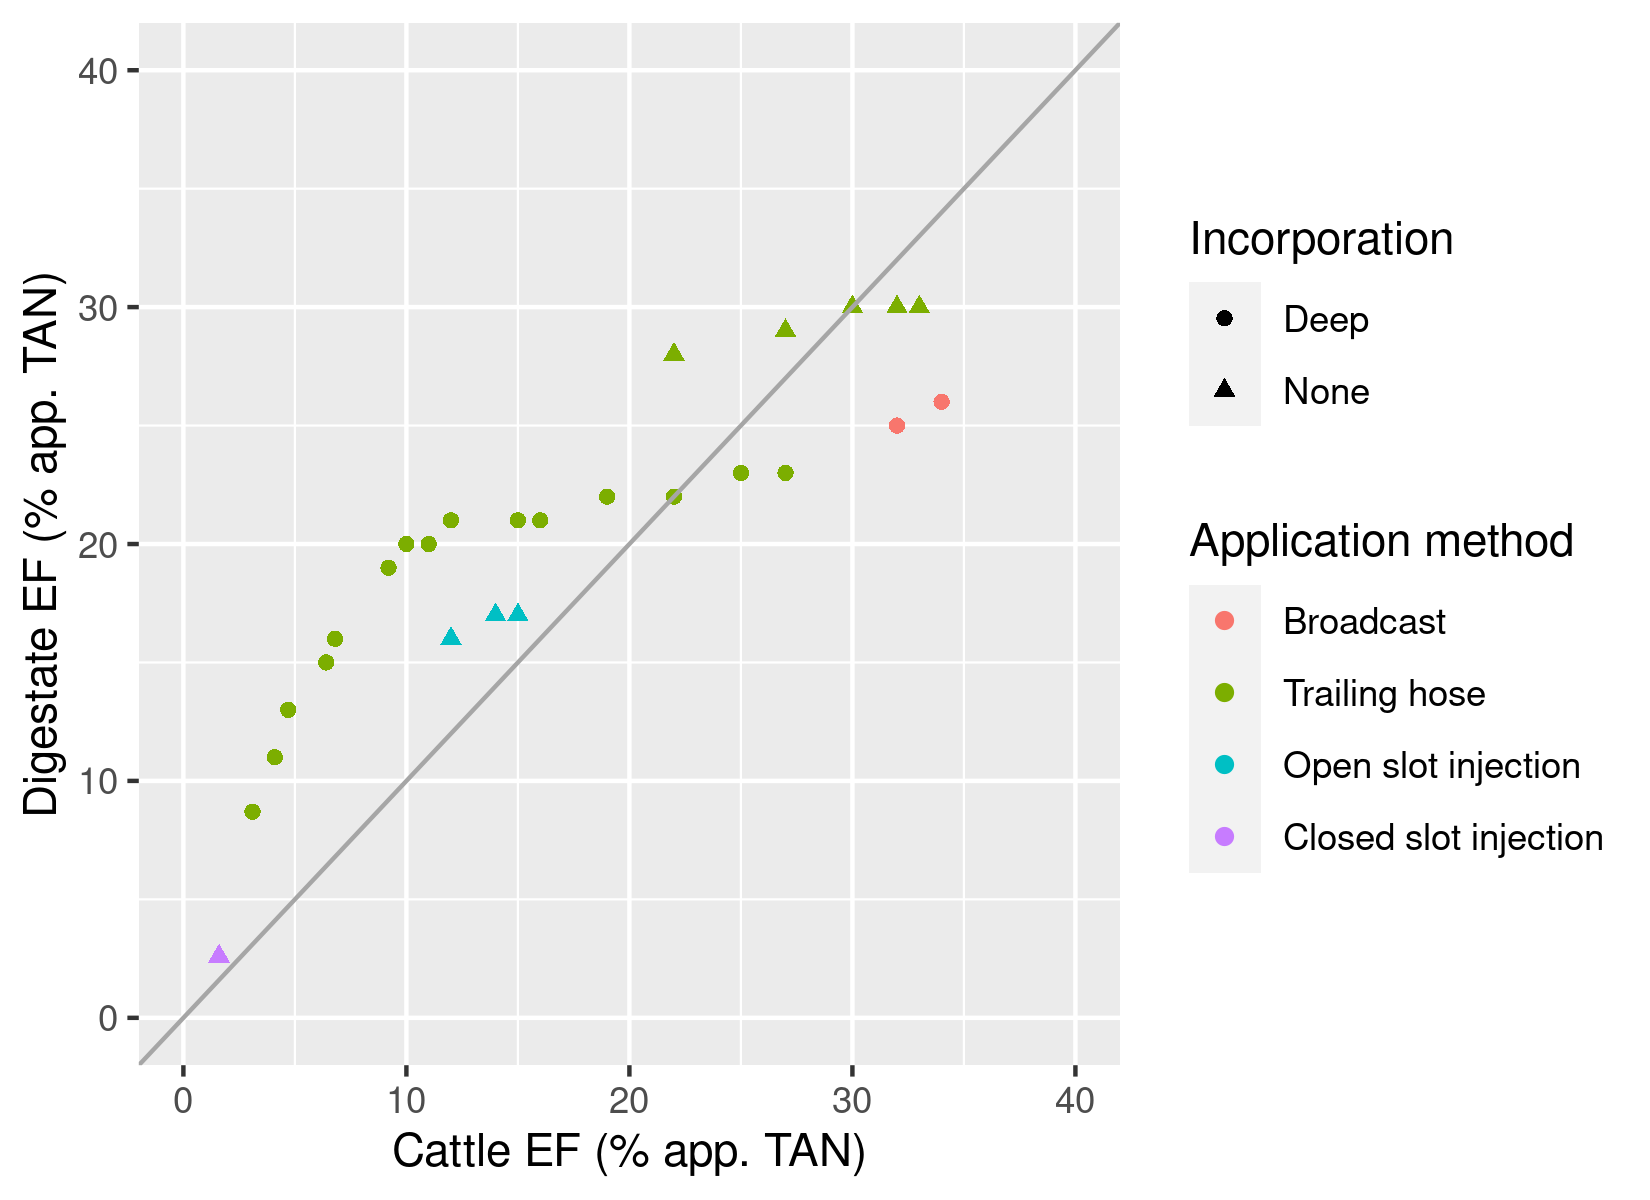 40
30
20
10
0
0 10 20 30 40
Cattle EF (% app. TAN)
Digestate EF (% app. TAN)
Incorporation
Deep
None
Application method
Broadcast
Trailing hose
Open slot injection
Closed slot injection